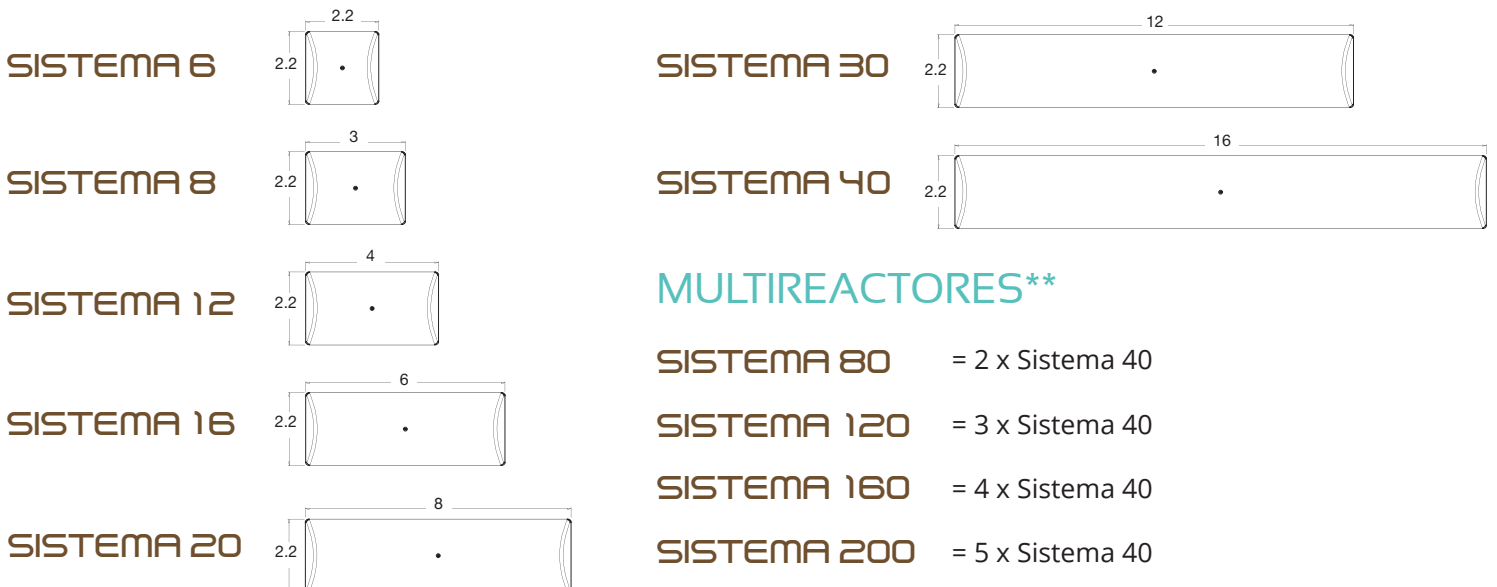 2.2
SISTEMA 6
2.2
3
SISTEMA 8
2.2
4
SISTEMA 12
2.2
6
SISTEMA 16
2.2
8
SISTEMA 20
2.2
12
SISTEMA 30
2.2
16
SISTEMA 40
2.2
MULTIREACTORES**
SISTEMA 80 = 2 x Sistema 40
SISTEMA 120 = 3 x Sistema 40
SISTEMA 160 = 4 x Sistema 40
SISTEMA 200 = 5 x Sistema 40